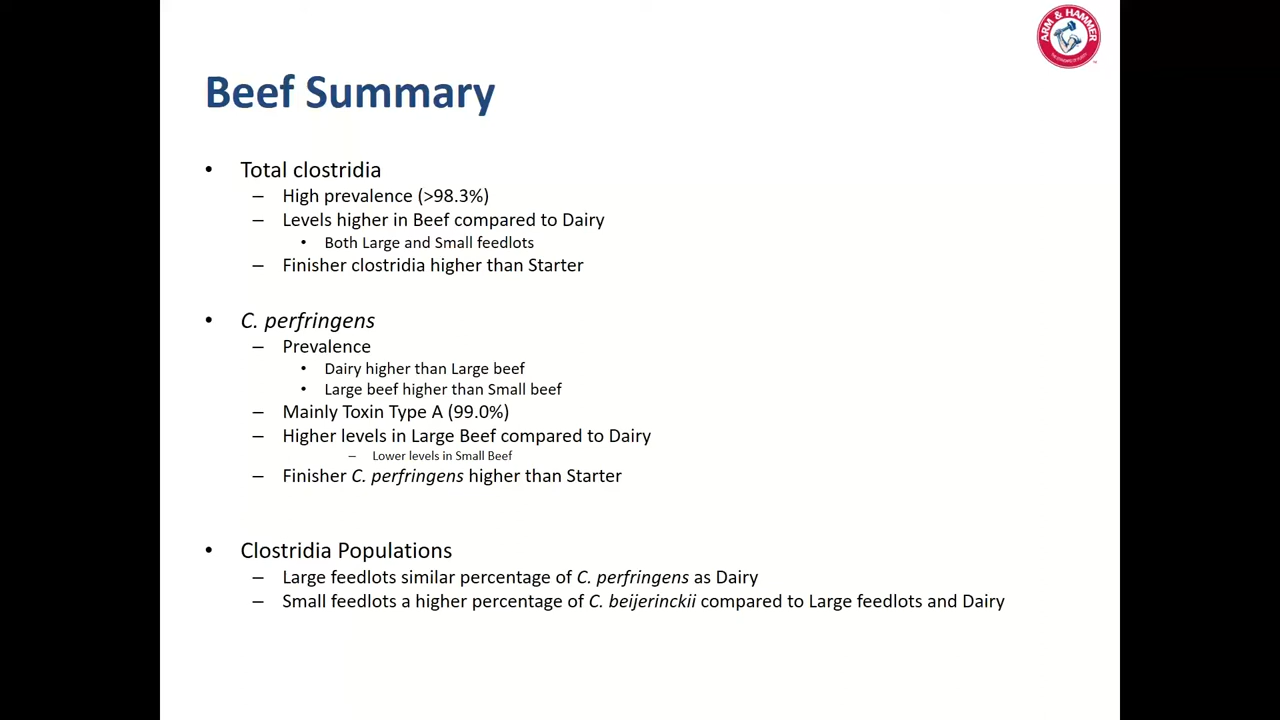 ARM & HAMMER
Beef Summary
• Total clostridia
– High prevalence (>98.3%)
– Levels higher in Beef compared to Dairy
• Both Large and Small feedlots
– Finisher clostridia higher than Starter
• C. perfringens
– Prevalence
• Dairy higher than Large beef
• Large beef higher than Small beef
– Mainly Toxin Type A (99.0%)
– Higher levels in Large Beef compared to Dairy
– Lower levels in Small Beef
– Finisher C. perfringens higher than Starter
• Clostridia Populations
– Large feedlots similar percentage of C. perfringens as Dairy
– Small feedlots a higher percentage of C. beijerinckii compared to Large feedlots and Dairy